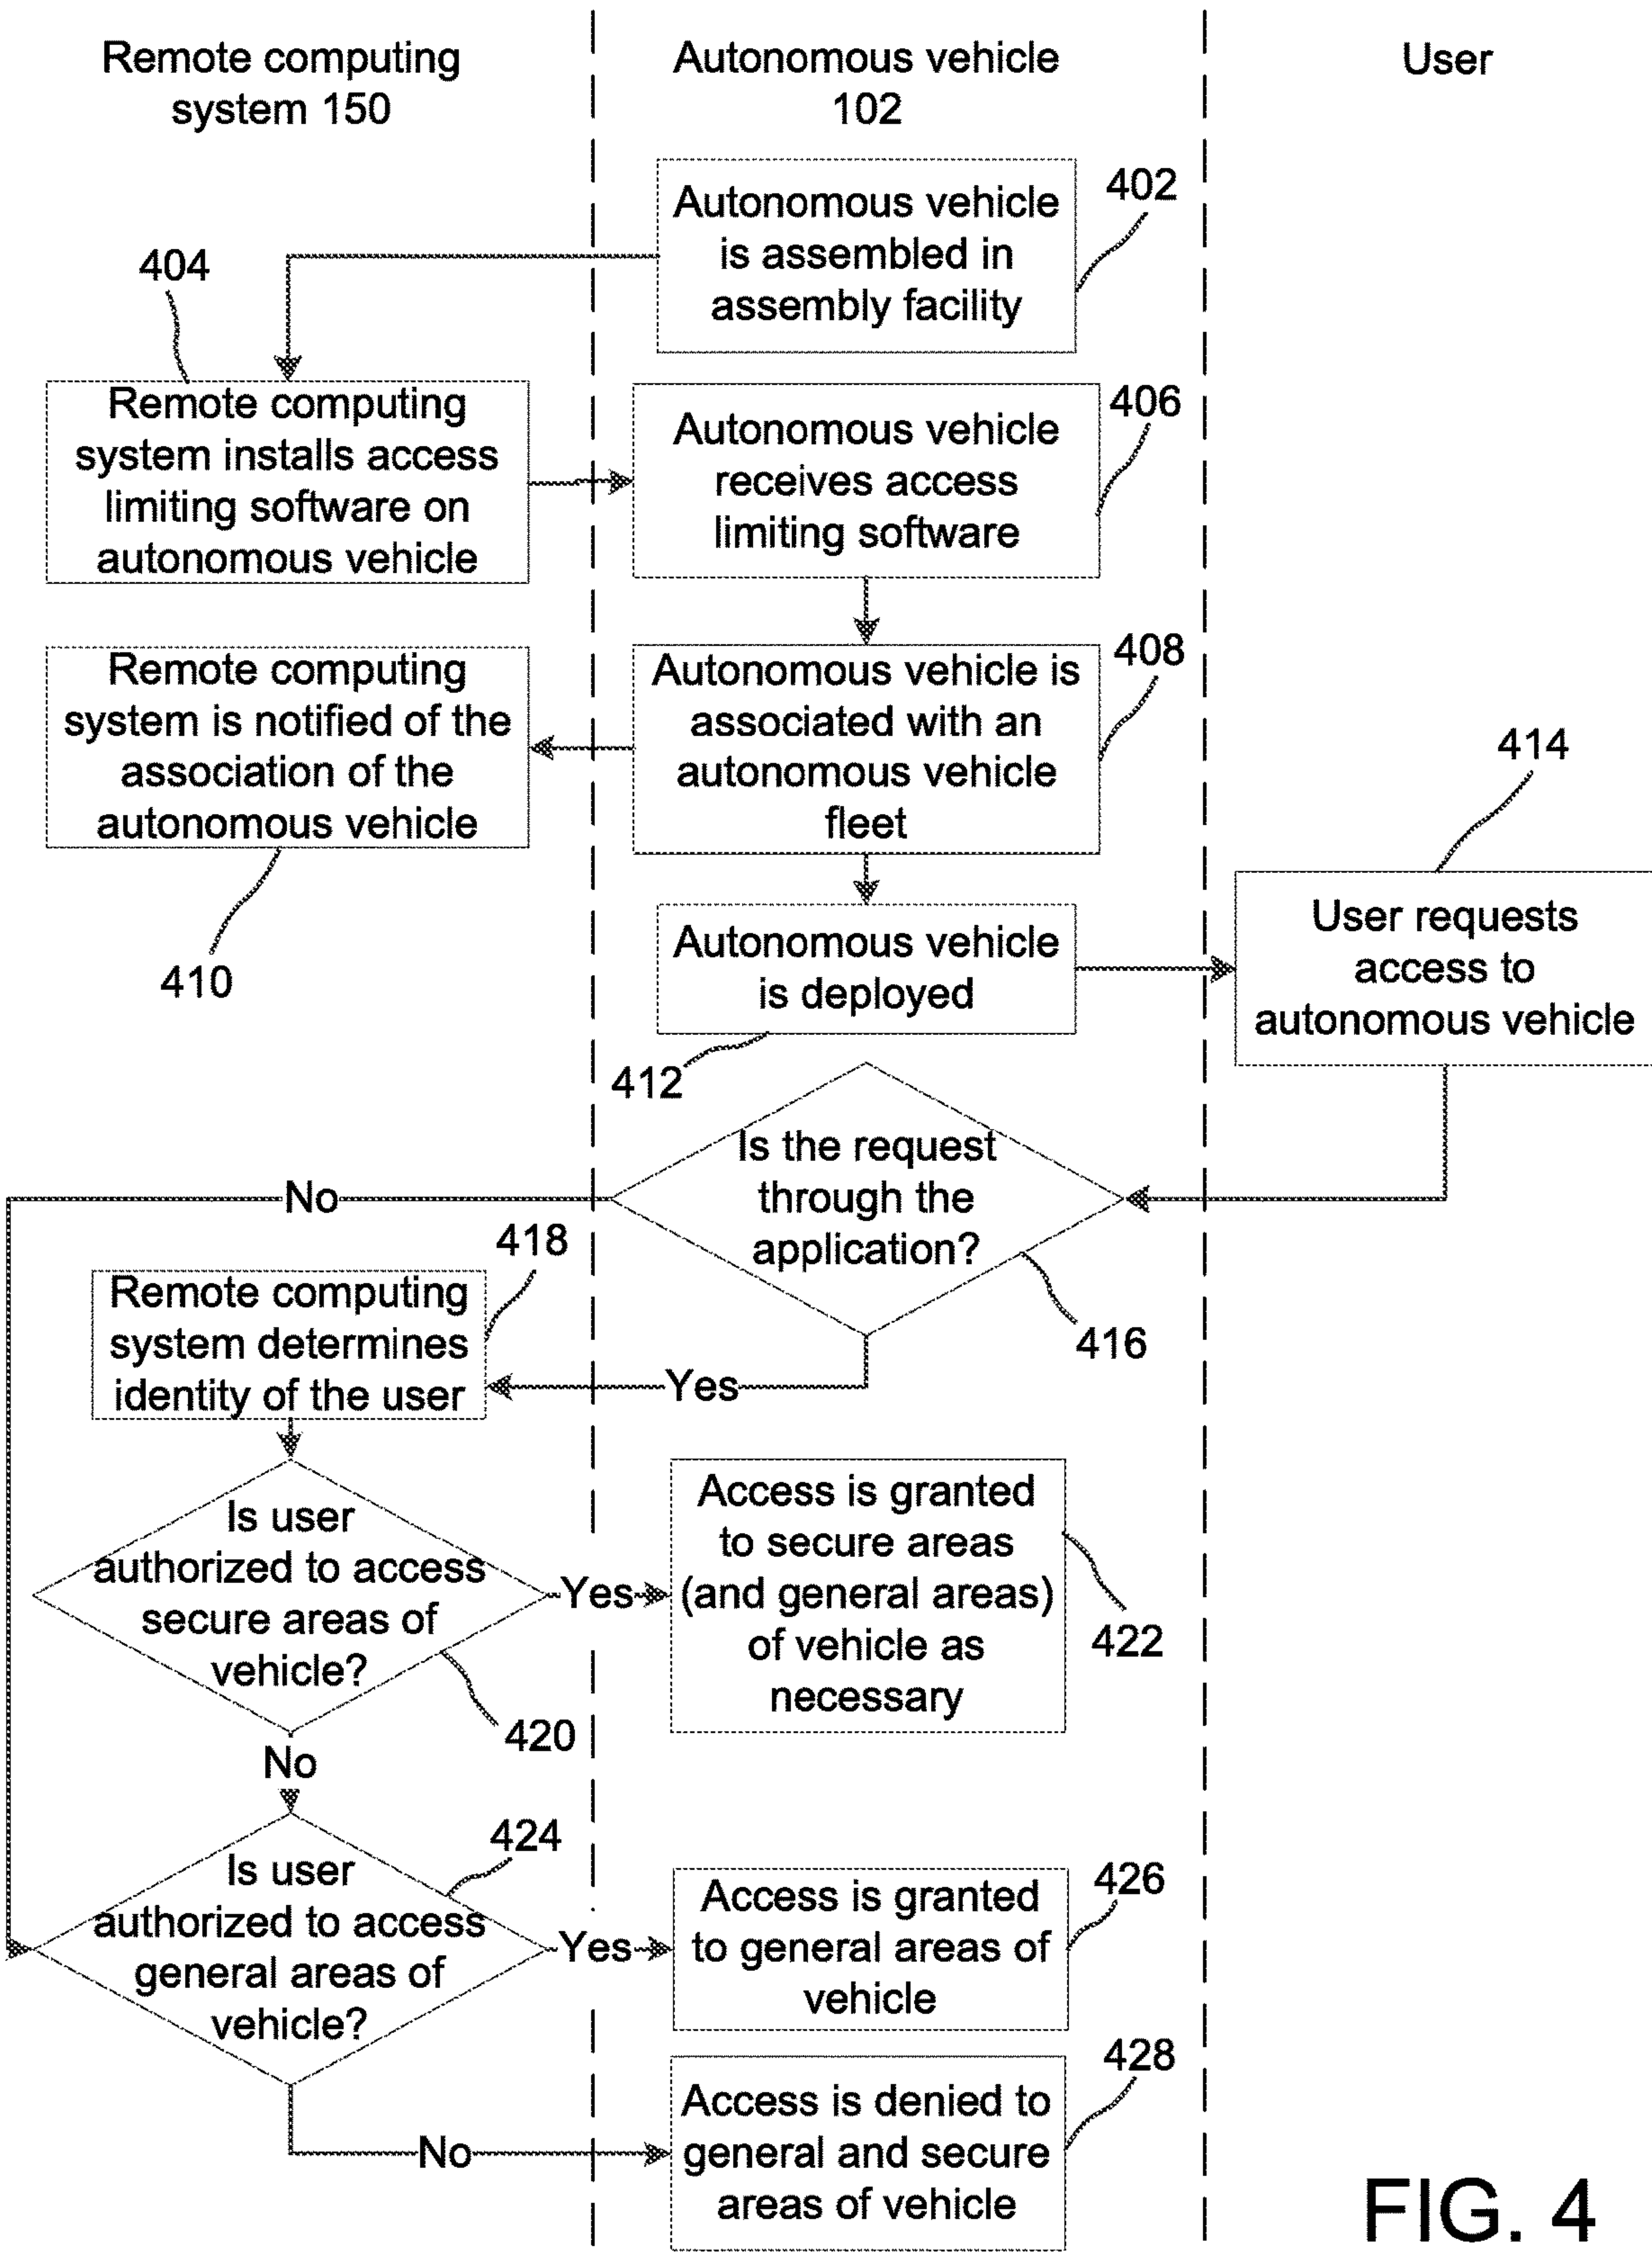 Remote computing
system 150
Autonomous vehicle
102
User
Autonomous vehicle
is assembled in
assembly facility
402
404
Remote computing
system installs access
limiting software on
autonomous vehicle
Autonomous vehicle
receives access
limiting software
406
Remote computing
system is notified of the
association of the
autonomous vehicle
410
Autonomous vehicle is
associated with an
autonomous vehicle
fleet
408
Autonomous vehicle
is deployed
412
414
User requests
access to
autonomous vehicle
Is the request
through the
application?
416
No
Yes
418
Remote computing
system determines
identity of the user
Is user
authorized to access
secure areas of
vehicle?
420
Yes
Access is granted
to secure areas
(and general areas)
of vehicle as
necessary
422
No
424
Is user
authorized to access
general areas of
vehicle?
Yes
Access is granted
to general areas of
vehicle
426
No
Access is denied to
general and secure
areas of vehicle
428
FIG. 4